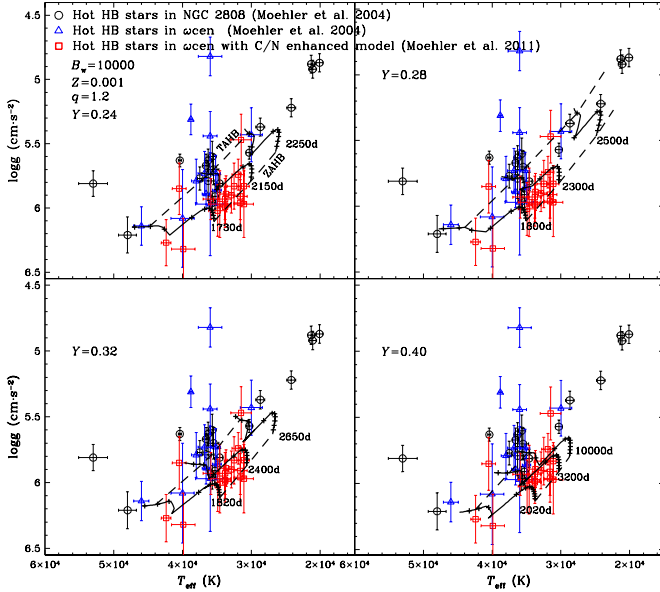 Hot HB stars in NGC 2808 (Moehler et al. 2004)
Hot HB stars in ωcen (Moehler et al. 2004)
Hot HB stars in ωcen with C/N enhanced model (Moehler et al. 2011)
B_w=10000
Z=0.001
q=1.2
Y=0.24
TAHB
ZAHB
2250d
2150d
1730d
Y=0.28
2500d
2300d
1800d
4.5
5
5.5
6
6.5
logg (cm·s⁻²)
Y=0.32
2650d
2400d
1820d
Y=0.40
10000d
3200d
2020d
5
5.5
6
6.5
logg (cm·s⁻²)
6×10⁴ 5×10⁴ 4×10⁴ 3×10⁴ 2×10⁴
6×10⁴ 5×10⁴ 4×10⁴ 3×10⁴ 2×10⁴
T_eff (K)
T_eff (K)